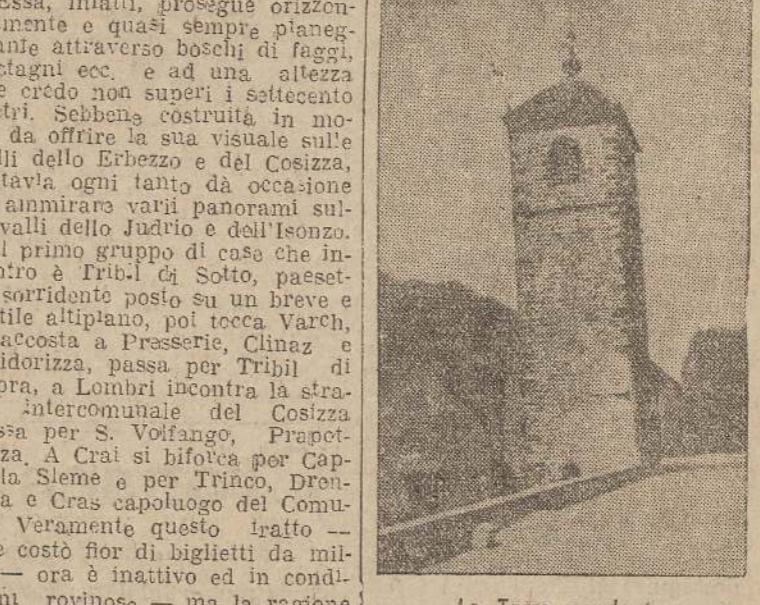 Essa, infatti, prosegue orizzon-
mente e quasi sempre planeg-
ante attraverso boschi di faggi,
stagni ecc. e ad una altezza
e credo non superi i settecento
tri. Sebbene costruita in mo-
da offrire la sua visuale sulle
lli dello Erbezzo e del Cosizza,
tavia ogni tanto dà occasione
ammirare varii panorami sul-
valli dello Judrio e dell'Isonzo.
l primo gruppo di case che in-
ntro è Tribil di Sotto, paeset-
sorridente posto su un breve e
tile altipiano, poi tocca Varch,
accosta a Prasserie, Clinaz e
idorizza, passa per Tribil di
ora, a Lombri incontra la stra-
intercomunale del Cosizza
ssa per S. Volfango, Prapot-
za. A Crai si biforca per Cap-
la Sleme e per Trinco, Dren-
a e Cras capoluogo del Comu-
Veramente questo tratto —
e costò fior di biglietti da mil-
— ora è inattivo ed in condi-
ni rovinose — ma la ragione